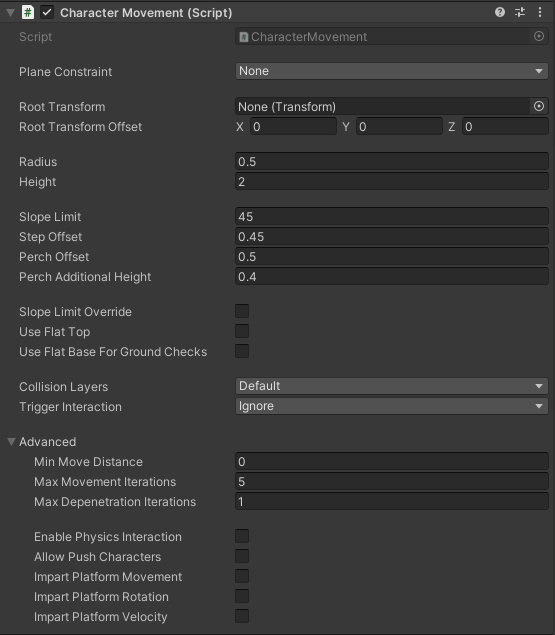 # Character Movement (Script)
Script # CharacterMovement
Plane Constraint None
Root Transform None (Transform)
Root Transform Offset X 0 Y 0 Z 0
Radius 0.5
Height 2
Slope Limit 45
Step Offset 0.45
Perch Offset 0.5
Perch Additional Height 0.4
Slope Limit Override
Use Flat Top
Use Flat Base For Ground Checks
Collision Layers Default
Trigger Interaction Ignore
Advanced
Min Move Distance 0
Max Movement Iterations 5
Max Depenetration Iterations 1
Enable Physics Interaction
Allow Push Characters
Impart Platform Movement
Impart Platform Rotation
Impart Platform Velocity